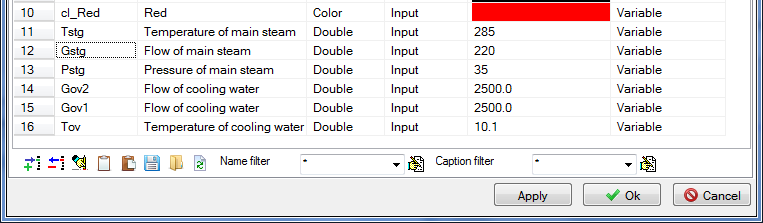 10 cl_Red Red Color Input Variable
11 Tstg Temperature of main steam Double Input 285 Variable
12 Gstg Flow of main steam Double Input 220 Variable
13 Pstg Pressure of main steam Double Input 35 Variable
14 Gov2 Flow of cooling water Double Input 2500.0 Variable
15 Gov1 Flow of cooling water Double Input 2500.0 Variable
16 Tov Temperature of cooling water Double Input 10.1 Variable
Name filter * Caption filter *
Apply Ok Cancel